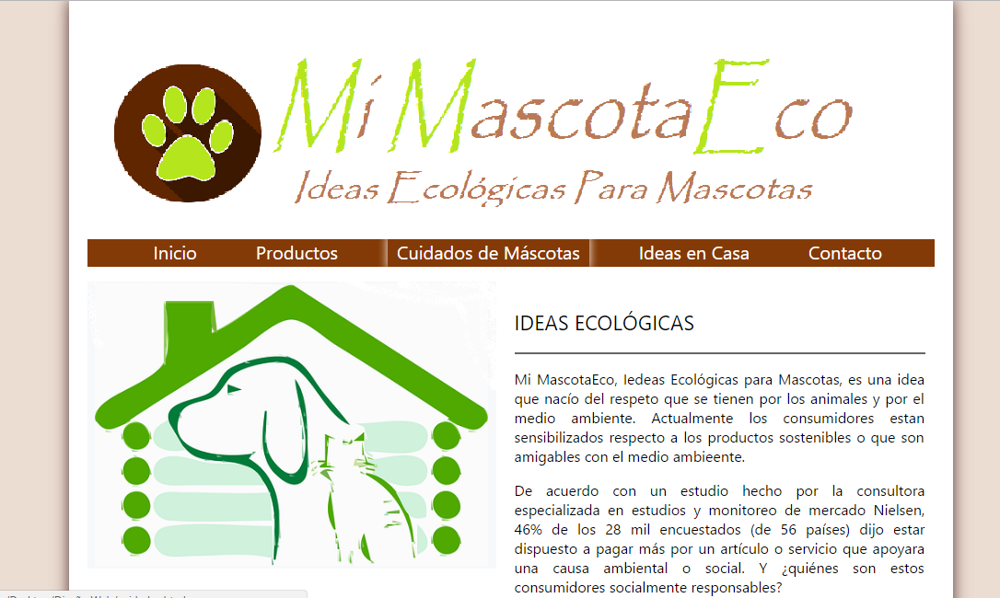 Mi MascotaEco
Ideas Ecológicas Para Mascotas
Inicio Productos Cuidados de Máscotas Ideas en Casa Contacto
IDEAS ECOLÓGICAS
Mi MascotaEco, Iedeas Ecológicas para Mascotas, es una idea
que nacío del respeto que se tienen por los animales y por el
medio ambiente. Actualmente los consumidores estan
sensibilizados respecto a los productos sostenibles o que son
amigables con el medio ambieente.
De acuerdo con un estudio hecho por la consultora
especializada en estudios y monitoreo de mercado Nielsen,
46% de los 28 mil encuestados (de 56 países) dijo estar
dispuesto a pagar más por un artículo o servicio que apoyara
una causa ambiental o social. Y ¿quiénes son estos
consumidores socialmente responsables?